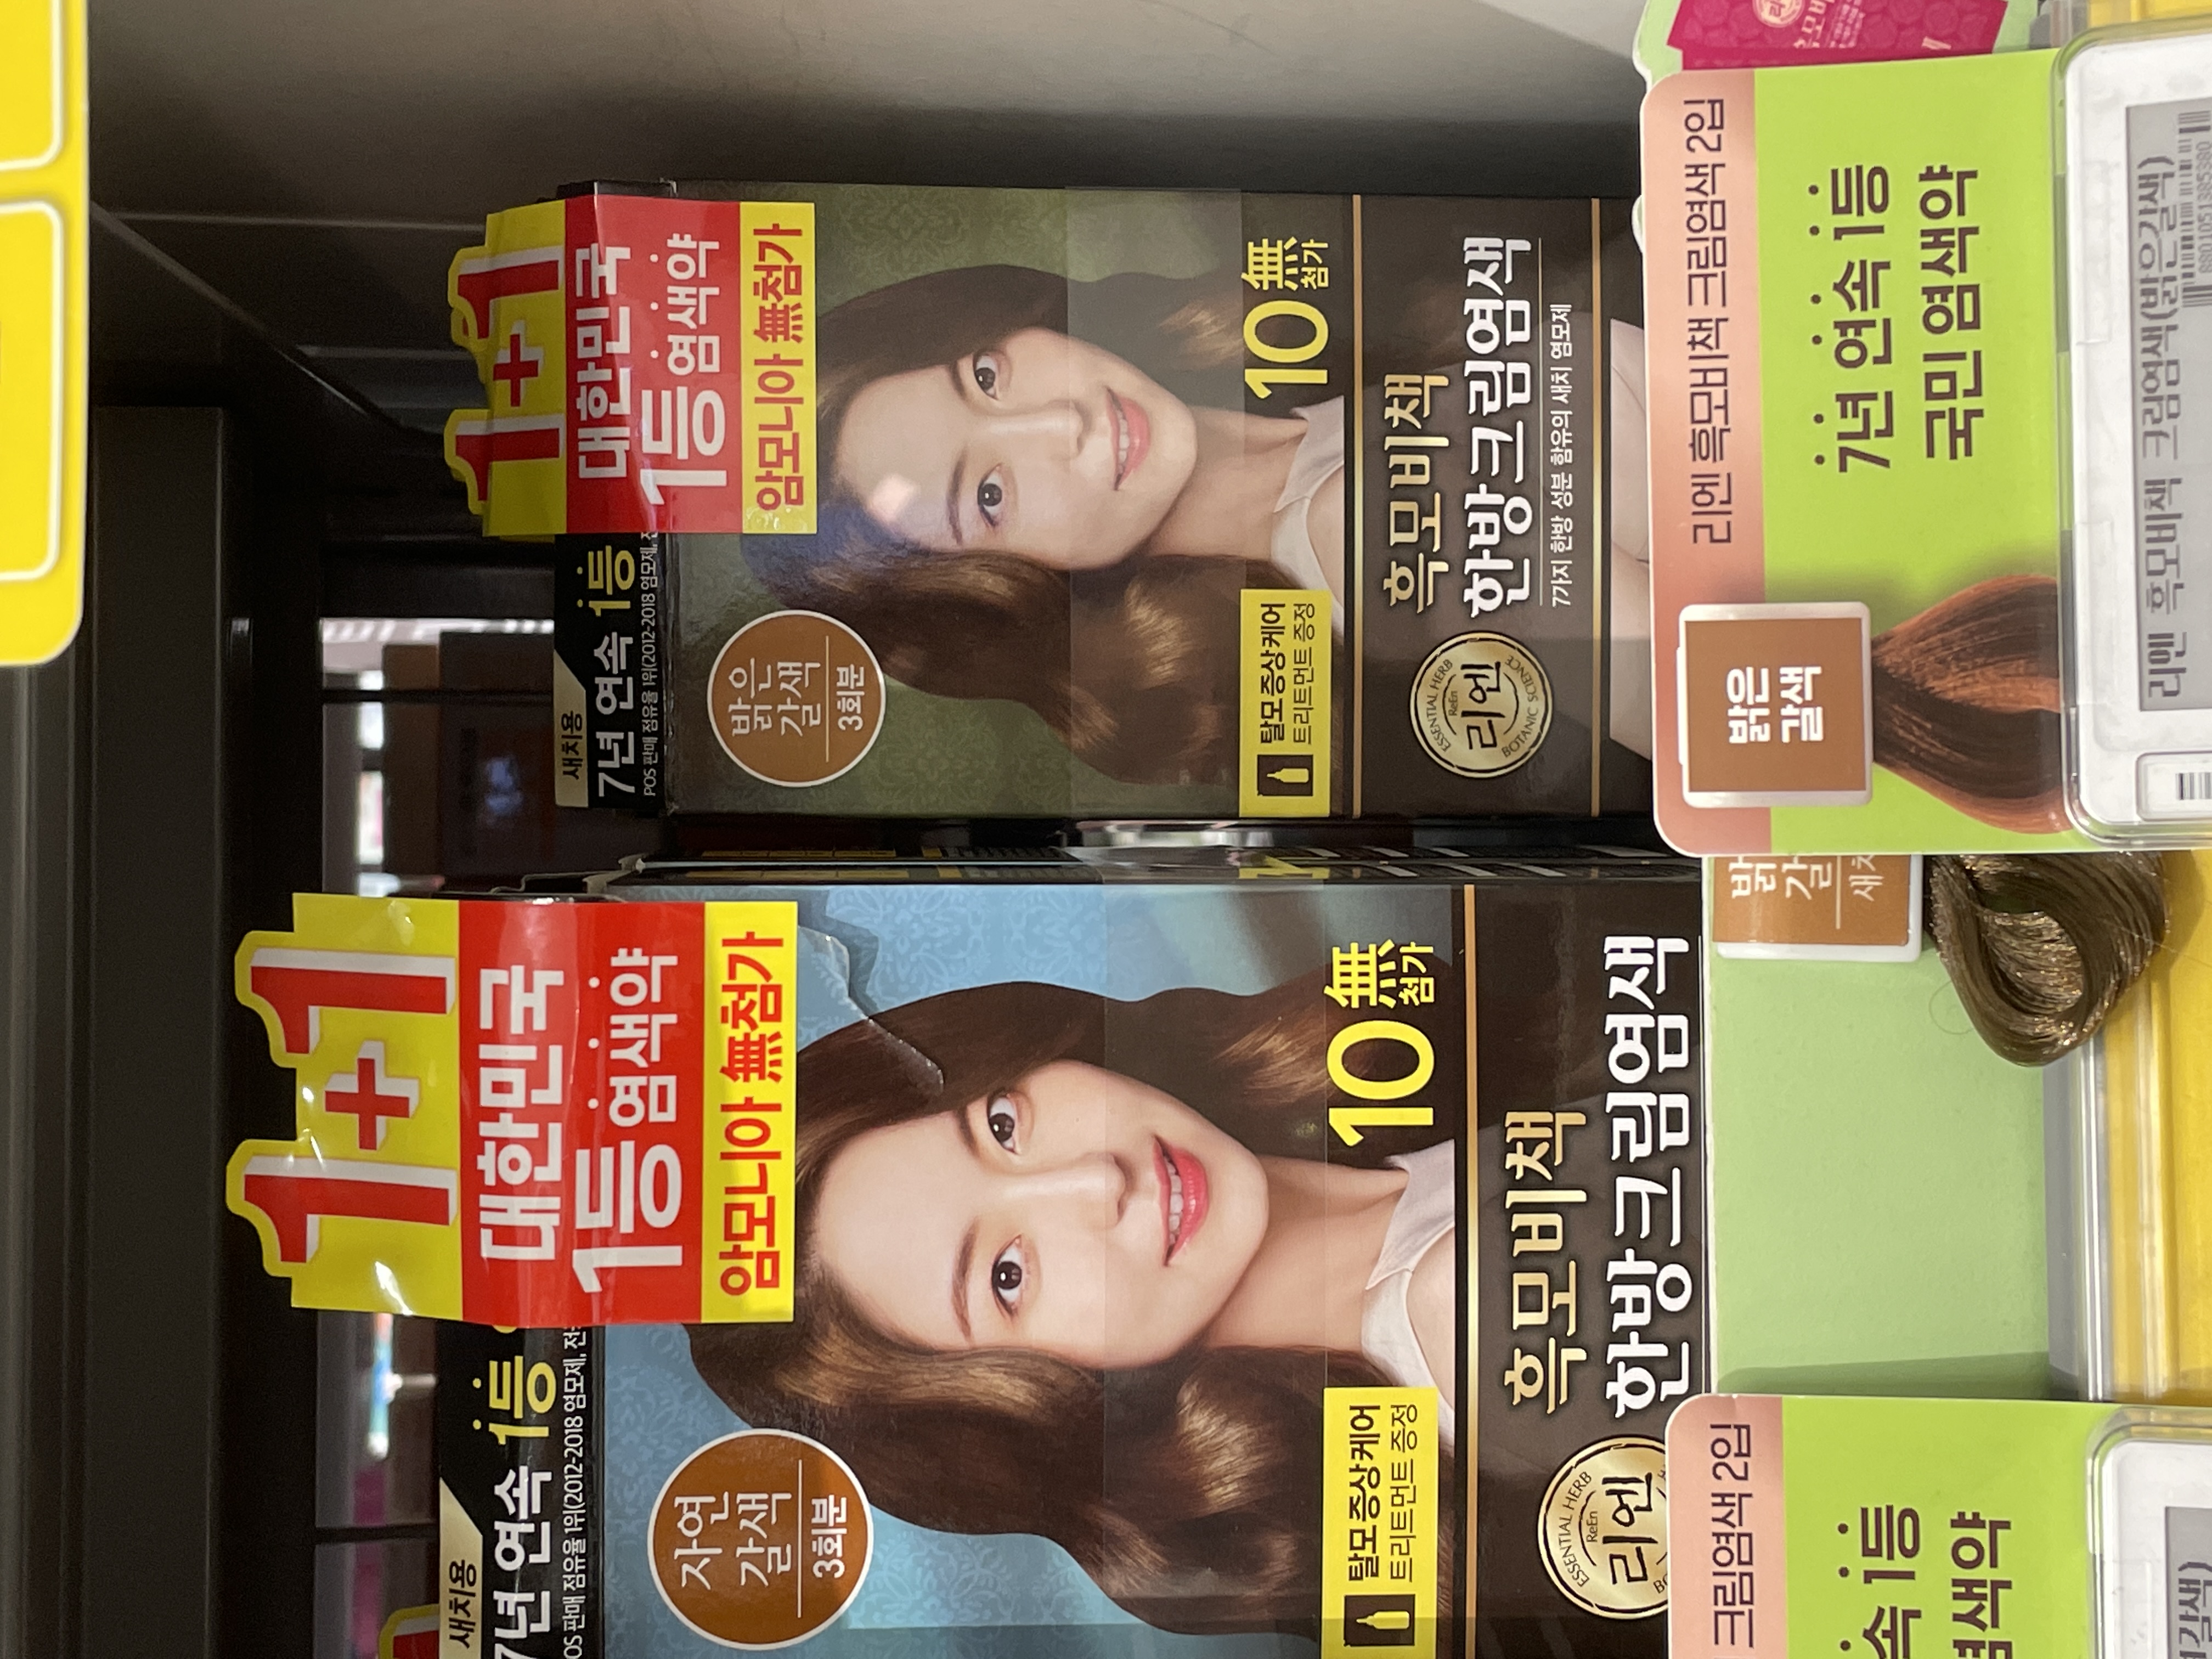 1+1
대한민국
1등 염색약
암모니아 無첨가
새치용
7년 연속 1등
POS 판매 점유율 1위(2012-2018 염모제,
자연
갈색
3회분
탈모증상케어
트리트먼트 증정
10 無
첨가
흑모비책
한방크림염색
ESSENTIAL HERB
ReEn
리엔
1+1
대한민국
1등 염색약
암모니아 無첨가
새치용
7년 연속 1등
POS 판매 점유율 1위(2012-2018 염모제,
밝은
갈색
3회분
탈모증상케어
트리트먼트 증정
10 無
첨가
흑모비책
한방크림염색
7가지 한방 성분 함유의 새치 염모제
ESSENTIAL HERB
ReEn
리엔
BOTANIC SCIENCE
크림염색 2입
속 1등
염색약
밝
갈
새치
밝은
갈색
리엔 흑모비책 크림염색 2입
7년 연속 1등
국민 염색약
갈색)
리엔 흑모비책 크림염색(밝은갈색)
8801051385380